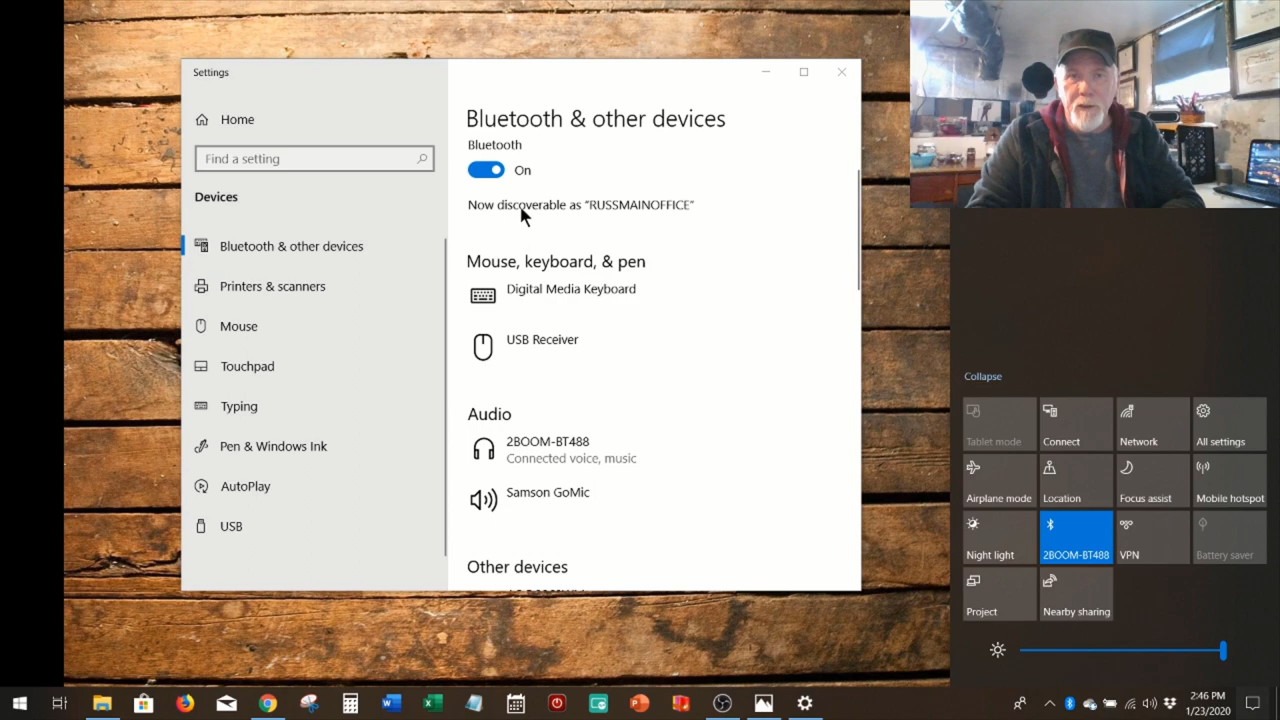 Settings
Home
Find a setting
Devices
Bluetooth & other devices
Printers & scanners
Mouse
Touchpad
Typing
Pen & Windows Ink
AutoPlay
USB
Bluetooth & other devices
Bluetooth
On
Now discoverable as “RUSSMAINOFFICE”
Mouse, keyboard, & pen
Digital Media Keyboard
USB Receiver
Audio
2BOOM-BT488
Connected voice, music
Samson GoMic
Other devices
Collapse
Tablet mode
Connect
Network
All settings
Airplane mode
Location
Focus assist
Mobile hotspot
Night light
2BOOM-BT488
VPN
Battery saver
Project
Nearby sharing
2:46 PM
1/23/2020